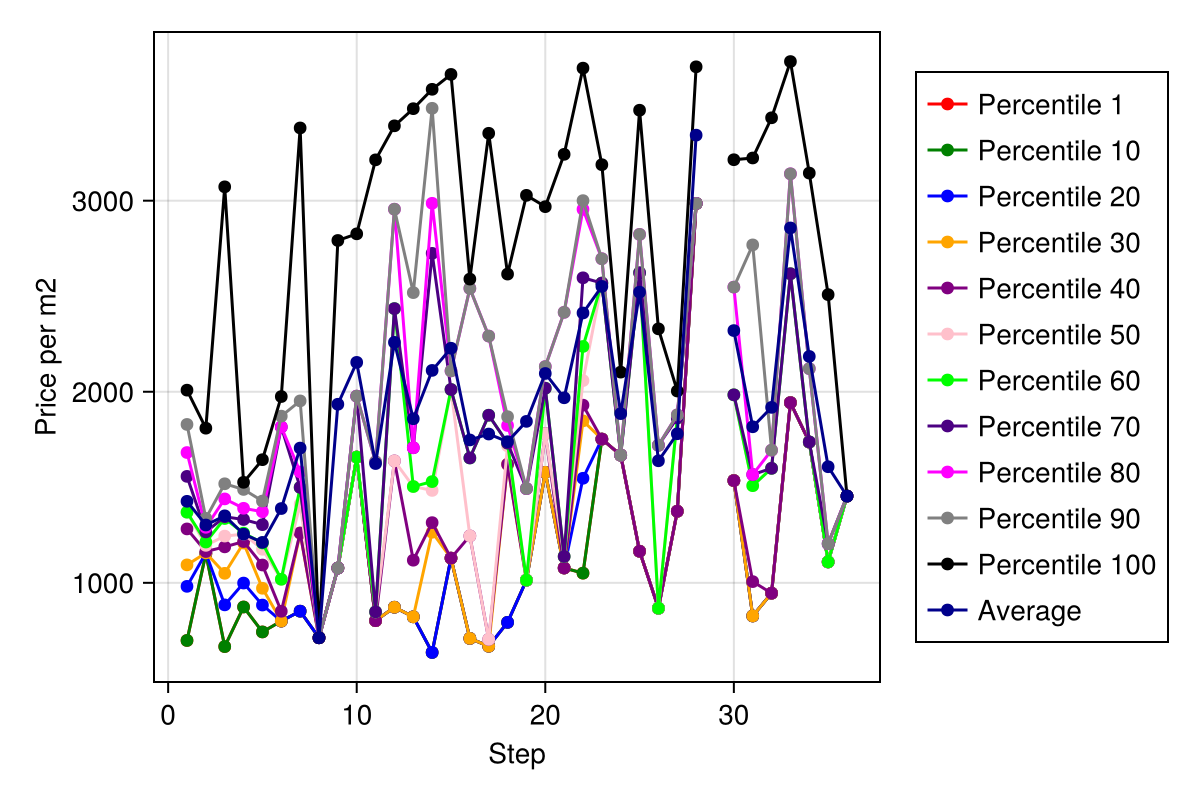 Price per m2
3000
2000
1000
0 10 20 30
Step
Percentile 1
Percentile 10
Percentile 20
Percentile 30
Percentile 40
Percentile 50
Percentile 60
Percentile 70
Percentile 80
Percentile 90
Percentile 100
Average